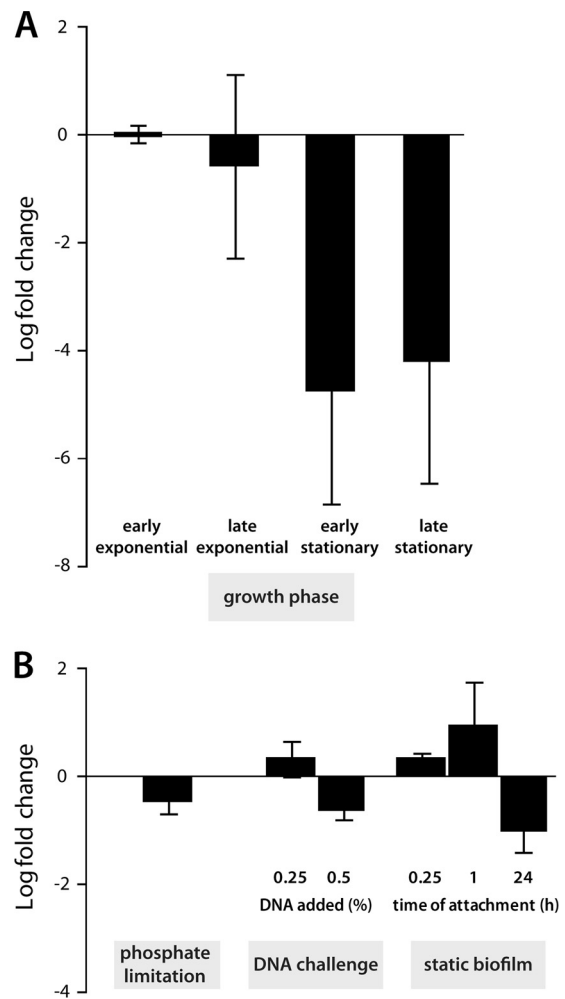 A
2
0
-2
-4
-6
-8
Log fold change
early late early late
exponential exponential stationary stationary
growth phase
B
2
0
-2
-4
Log fold change
0.25 0.5 0.25 1 24
DNA added (%) time of attachment (h)
phosphate
limitation
DNA challenge
static biofilm